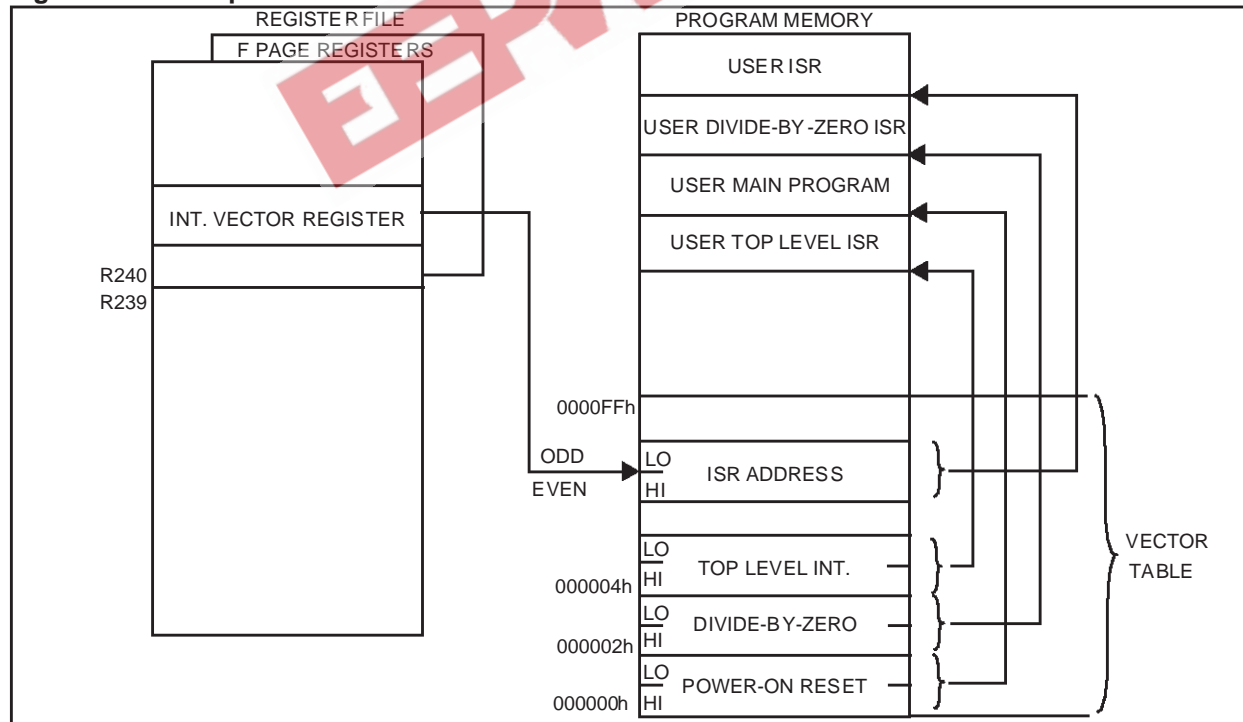 REGISTER FILE
F PAGE REGISTERS
INT. VECTOR REGISTER
R240
R239
PROGRAM MEMORY
USER ISR
USER DIVIDE-BY-ZERO ISR
USER MAIN PROGRAM
USER TOP LEVEL ISR
0000FFh
ODD
EVEN
LO
HI
ISR ADDRESS
LO
HI
TOP LEVEL INT.
000004h
LO
HI
DIVIDE-BY-ZERO
000002h
LO
HI
POWER-ON RESET
000000h
VECTOR
TABLE